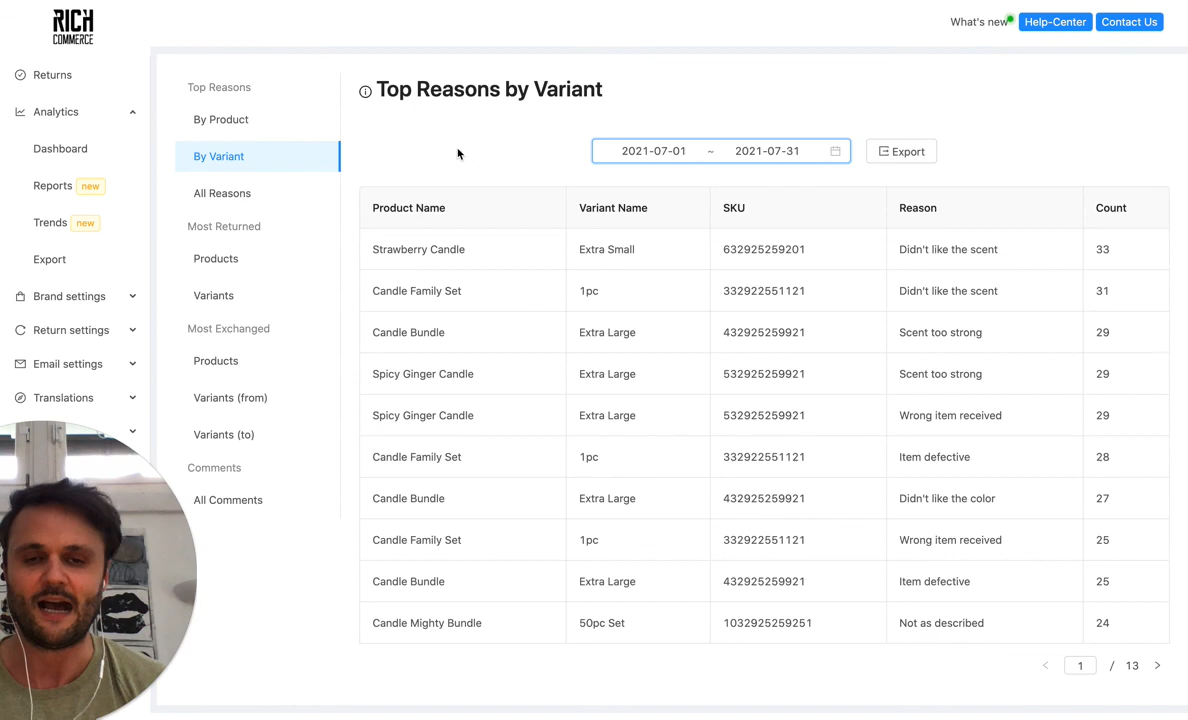 RICH
COMMERCE
What's new
Help-Center
Contact Us
Returns
Analytics
Dashboard
Reports new
Trends new
Export
Brand settings
Return settings
Email settings
Translations
Top Reasons
By Product
By Variant
All Reasons
Most Returned
Products
Variants
Most Exchanged
Products
Variants (from)
Variants (to)
Comments
All Comments
Top Reasons by Variant
2021-07-01 ~ 2021-07-31
Export
Product Name Variant Name SKU Reason Count
Strawberry Candle Extra Small 632925259201 Didn't like the scent 33
Candle Family Set 1pc 332922551121 Didn't like the scent 31
Candle Bundle Extra Large 432925259921 Scent too strong 29
Spicy Ginger Candle Extra Large 532925259921 Scent too strong 29
Spicy Ginger Candle Extra Large 532925259921 Wrong item received 29
Candle Family Set 1pc 332922551121 Item defective 28
Candle Bundle Extra Large 432925259921 Didn't like the color 27
Candle Family Set 1pc 332922551121 Wrong item received 25
Candle Bundle Extra Large 432925259921 Item defective 25
Candle Mighty Bundle 50pc Set 1032925259251 Not as described 24
1 / 13